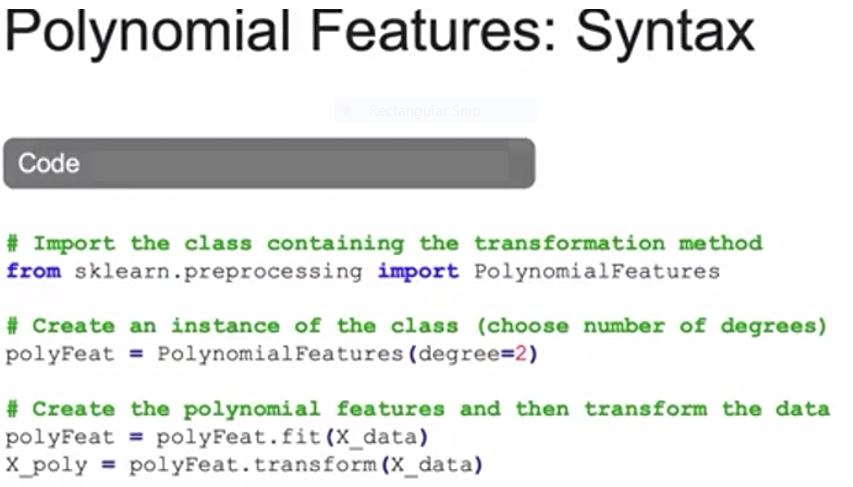 Polynomial Features: Syntax
Rectangular Snip
Code
# Import the class containing the transformation method
from sklearn.preprocessing import PolynomialFeatures
# Create an instance of the class (choose number of degrees)
polyFeat = PolynomialFeatures(degree=2)
# Create the polynomial features and then transform the data
polyFeat = polyFeat.fit(X_data)
X_poly = polyFeat.transform(X_data)